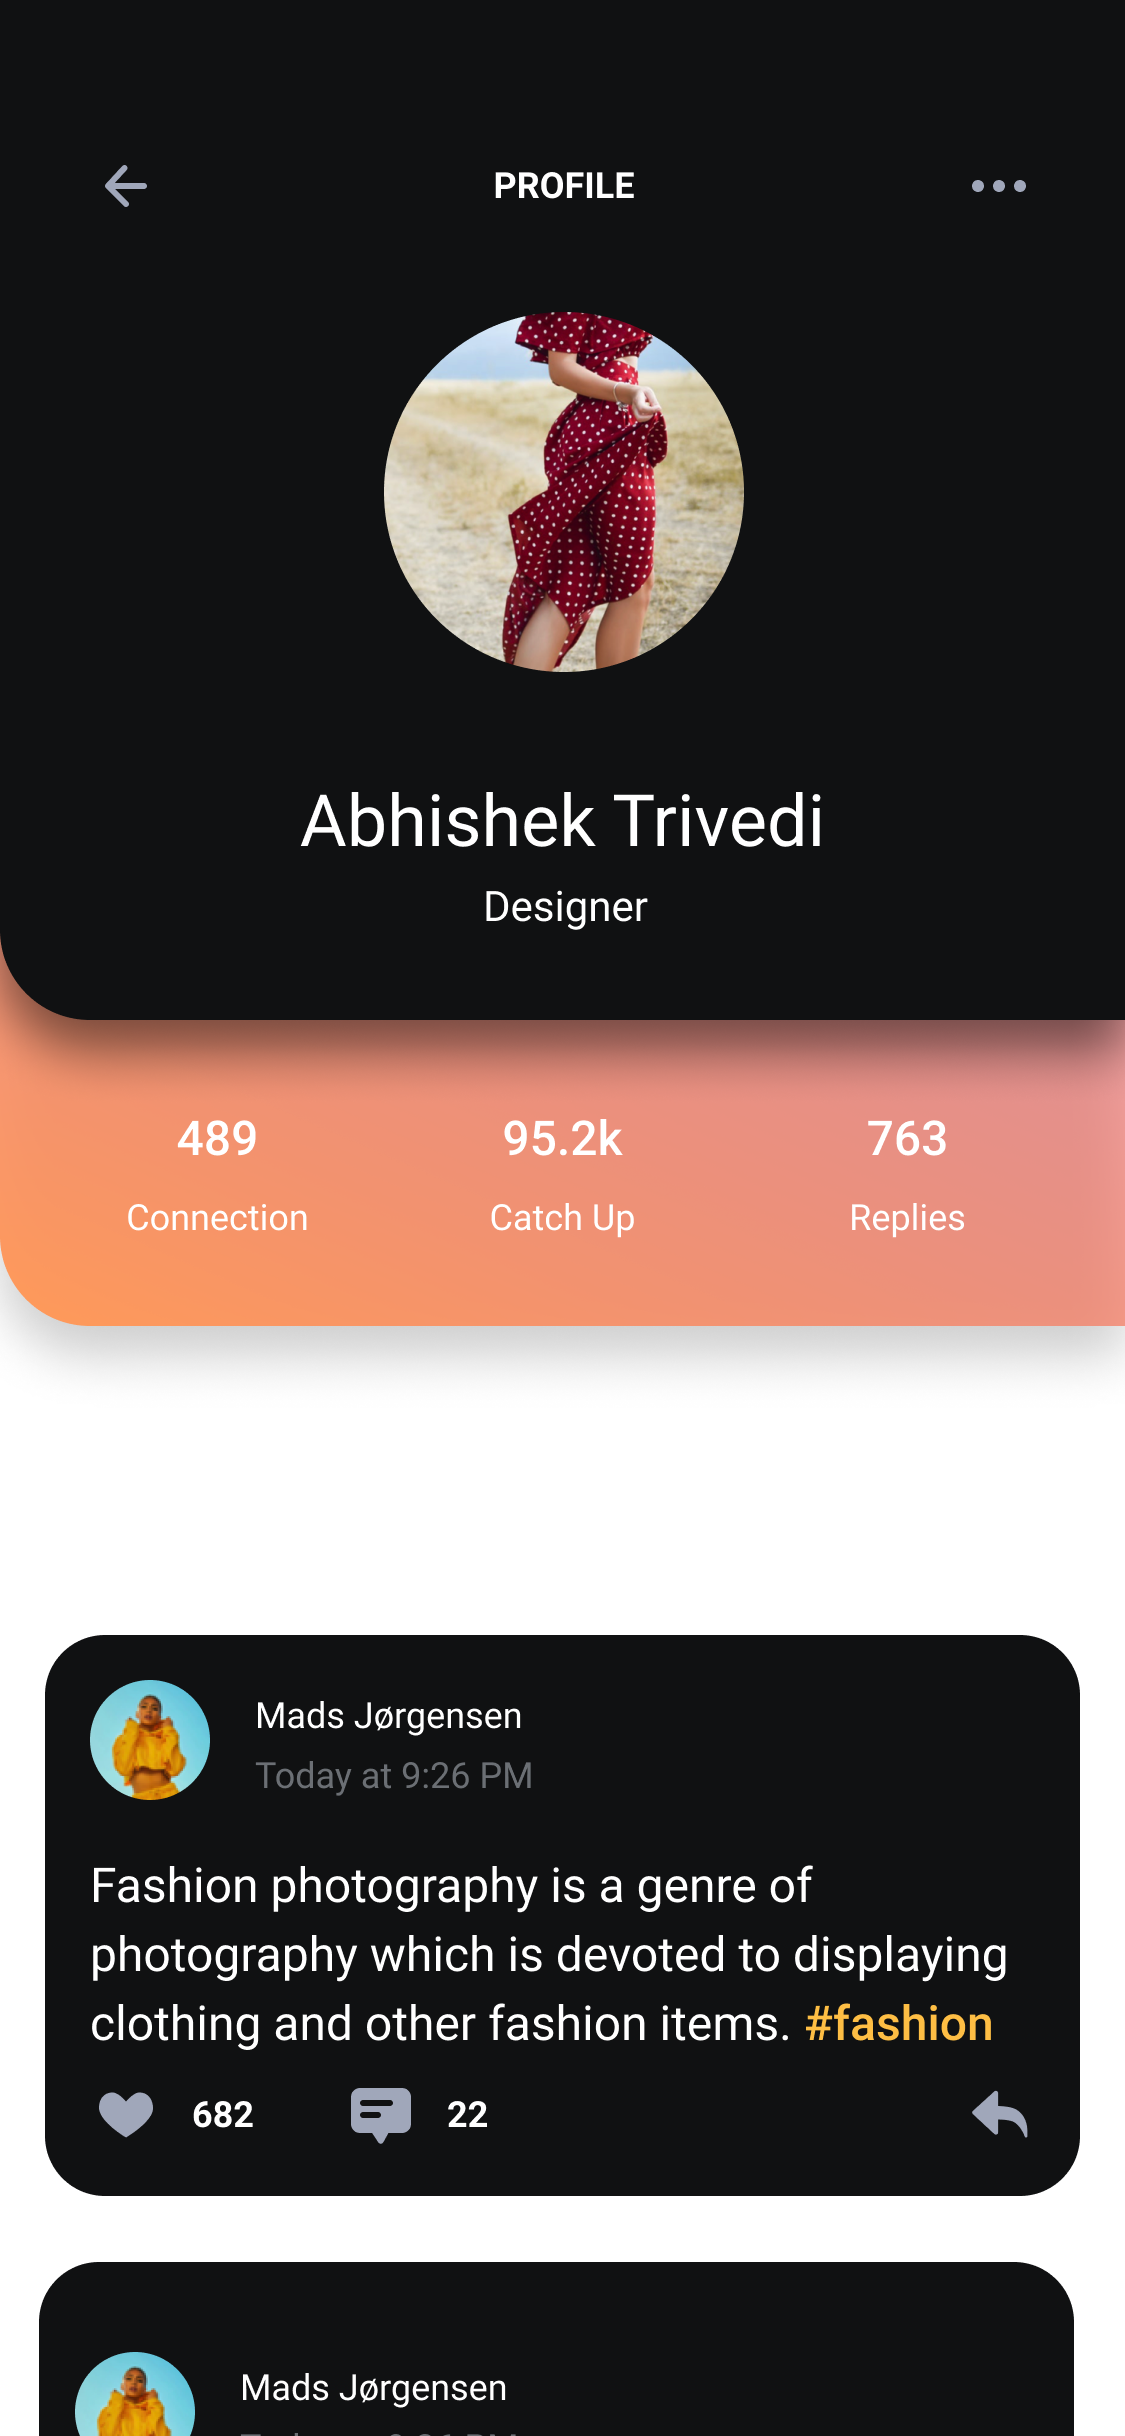 PROFILE
Abhishek Trivedi
Designer
489 95.2k 763
Connection Catch Up Replies
Mads Jørgensen
Today at 9:26 PM
Fashion photography is a genre of
photography which is devoted to displaying
clothing and other fashion items. #fashion
682 22
Mads Jørgensen